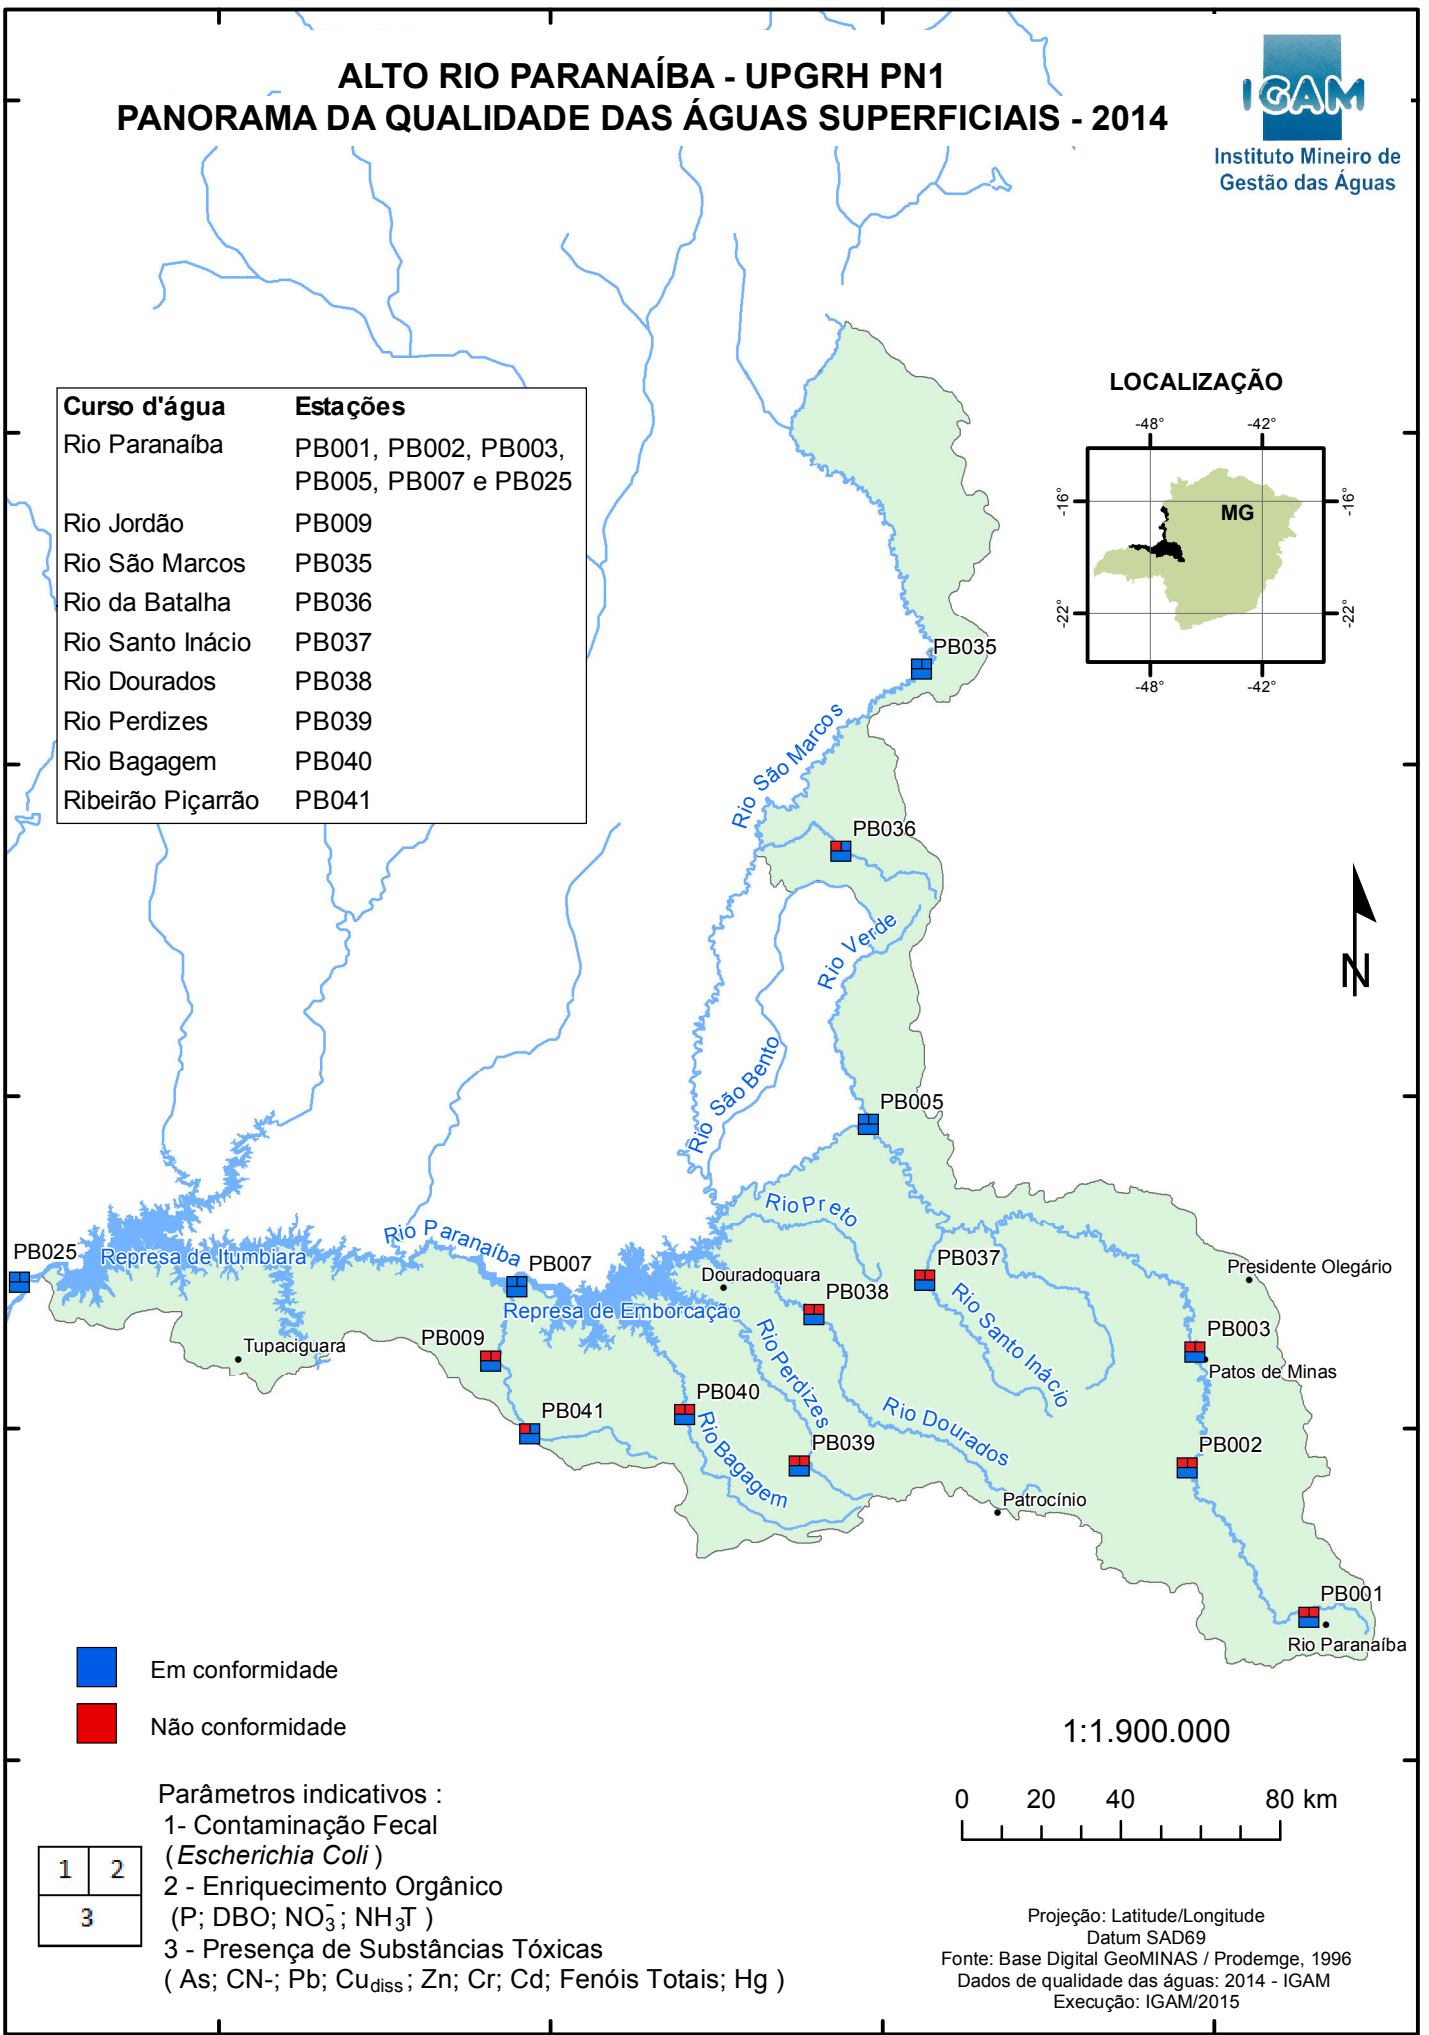 ALTO RIO PARANAÍBA - UPGRH PN1
PANORAMA DA QUALIDADE DAS ÁGUAS SUPERFICIAIS - 2014
IGAM
Instituto Mineiro de
Gestão das Águas
Curso d'água Estações
Rio Paranaíba PB001, PB002, PB003,
PB005, PB007 e PB025
Rio Jordão PB009
Rio São Marcos PB035
Rio da Batalha PB036
Rio Santo Inácio PB037
Rio Dourados PB038
Rio Perdizes PB039
Rio Bagagem PB040
Ribeirão Piçarrão PB041
LOCALIZAÇÃO
-48° -42°
-16° -16°
MG
-22° -22°
-48° -42°
PB035
Rio São Marcos
PB036
Rio Verde
N
Rio São Bento
PB005
Rio Preto
Rio Paranaíba
PB025
Represa de Itumbiara
PB007
PB037
Presidente Olegário
Douradoquara
PB038
Represa de Emborcação
Rio Santo Inácio
PB003
PB009
Tupaciguara
Rio Perdizes
Patos de Minas
PB040
PB041
Rio Dourados
Rio Bagagem
PB039
PB002
Patrocínio
PB001
Rio Paranaíba
Em conformidade
Não conformidade
1:1.900.000
0 20 40 80 km
Parâmetros indicativos :
1- Contaminação Fecal
(Escherichia Coli )
2 - Enriquecimento Orgânico
(P; DBO; NO₃⁻; NH₃T )
3 - Presença de Substâncias Tóxicas
( As; CN-; Pb; Cu diss ; Zn; Cr; Cd; Fenóis Totais; Hg )
1 2
3
Projeção: Latitude/Longitude
Datum SAD69
Fonte: Base Digital GeoMINAS / Prodemge, 1996
Dados de qualidade das águas: 2014 - IGAM
Execução: IGAM/2015